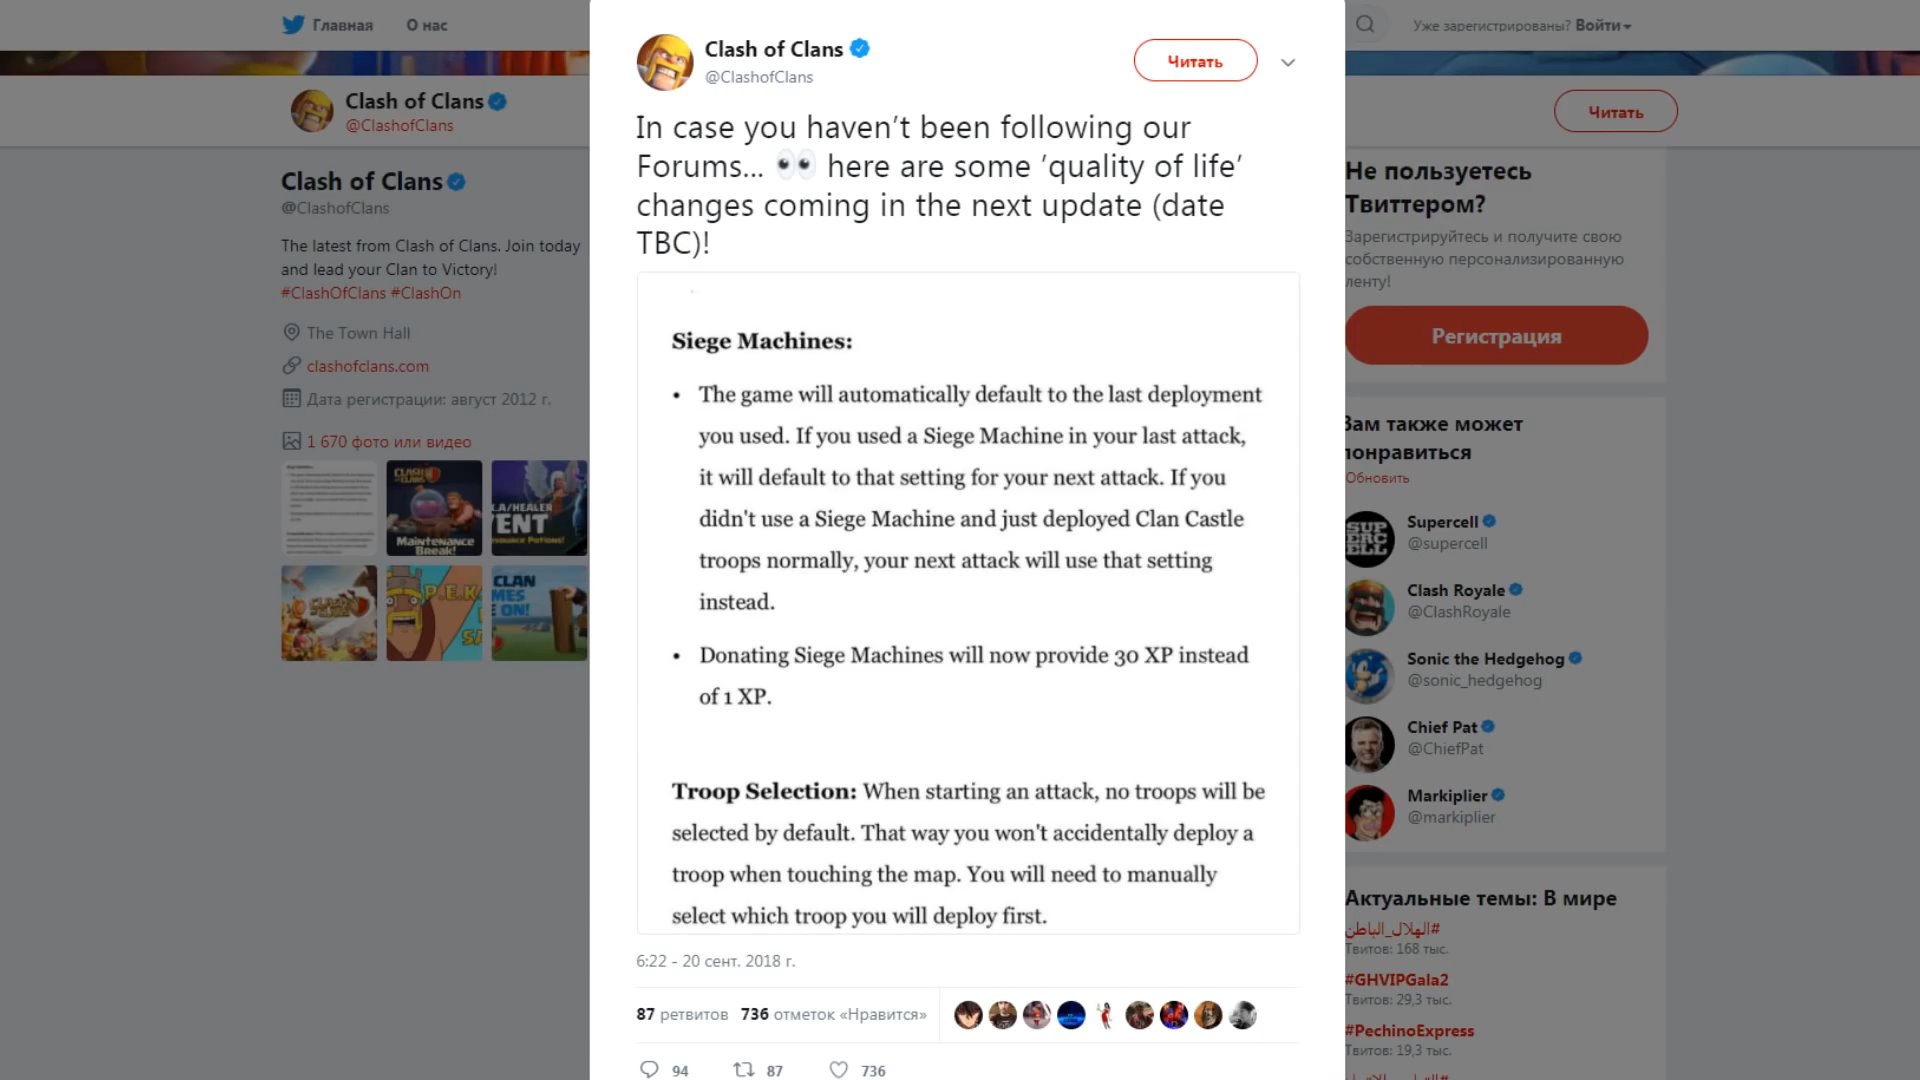 Главная
О нас
Уже зарегистрированы? Войти
Clash of Clans
@ClashofClans
Читать
Clash of Clans
@ClashofClans
The latest from Clash of Clans. Join today
and lead your Clan to Victory!
#ClashOfClans #ClashOn
The Town Hall
clashofclans.com
Дата регистрации: август 2012 г.
1 670 фото или видео
CLASH
Maintenance
Break!
LA/HEALER
ENT
P.E.K
CLAN
MES
E ON!
Clash of Clans
@ClashofClans
Читать
In case you haven’t been following our
Forums... 👀 here are some ’quality of life’
changes coming in the next update (date
TBC)!
Siege Machines:
• The game will automatically default to the last deployment
you used. If you used a Siege Machine in your last attack,
it will default to that setting for your next attack. If you
didn't use a Siege Machine and just deployed Clan Castle
troops normally, your next attack will use that setting
instead.
• Donating Siege Machines will now provide 30 XP instead
of 1 XP.
Troop Selection: When starting an attack, no troops will be
selected by default. That way you won't accidentally deploy a
troop when touching the map. You will need to manually
select which troop you will deploy first.
6:22 - 20 сент. 2018 г.
87 ретвитов 736 отметок «Нравится»
94 87 736
Не пользуетесь
Твиттером?
Зарегистрируйтесь и получите свою
собственную персонализированную
ленту!
Регистрация
Вам также может
понравиться
Обновить
SUP
ERC
ELL
Supercell
@supercell
Clash Royale
@ClashRoyale
Sonic the Hedgehog
@sonic_hedgehog
Chief Pat
@ChiefPat
Markiplier
@markiplier
Актуальные темы: В мире
#الهلال_الباطن
Твитов: 168 тыс.
#GHVIPGala2
Твитов: 29,3 тыс.
#PechinoExpress
Твитов: 19,3 тыс.